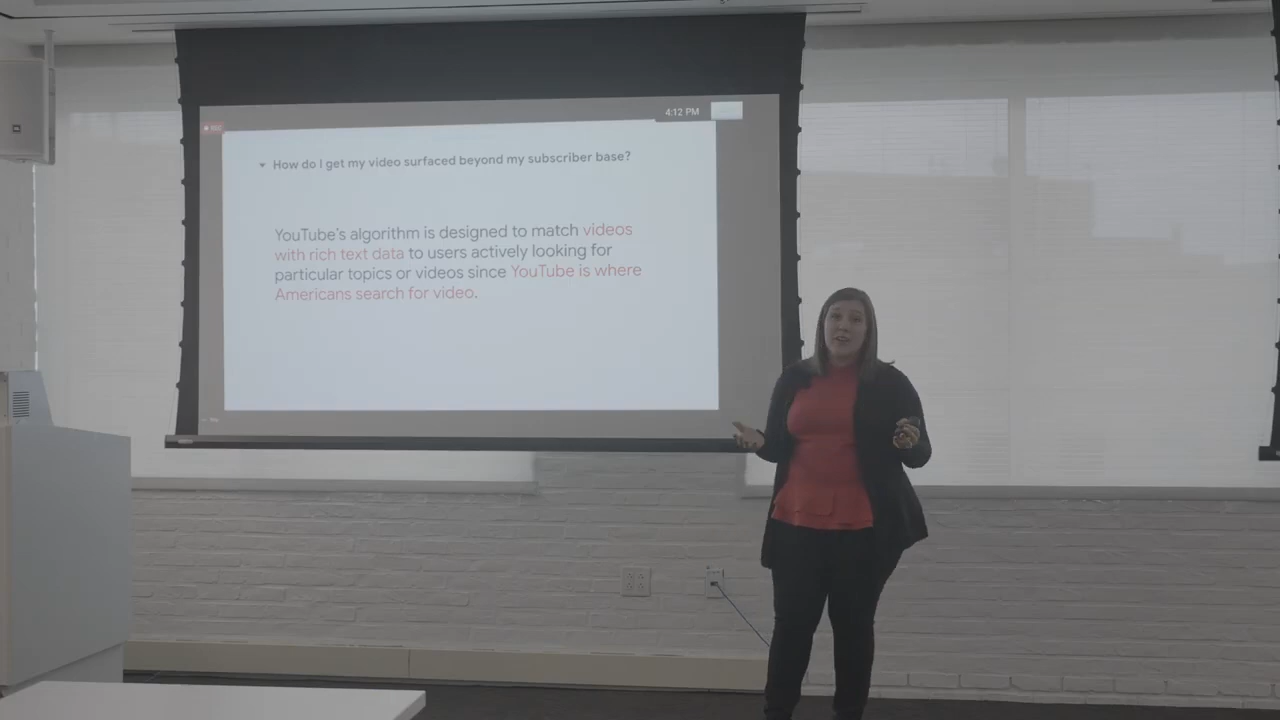 4:12 PM
REC
How do I get my video surfaced beyond my subscriber base?
YouTube's algorithm is designed to match videos
with rich text data to users actively looking for
particular topics or videos since YouTube is where
Americans search for video.